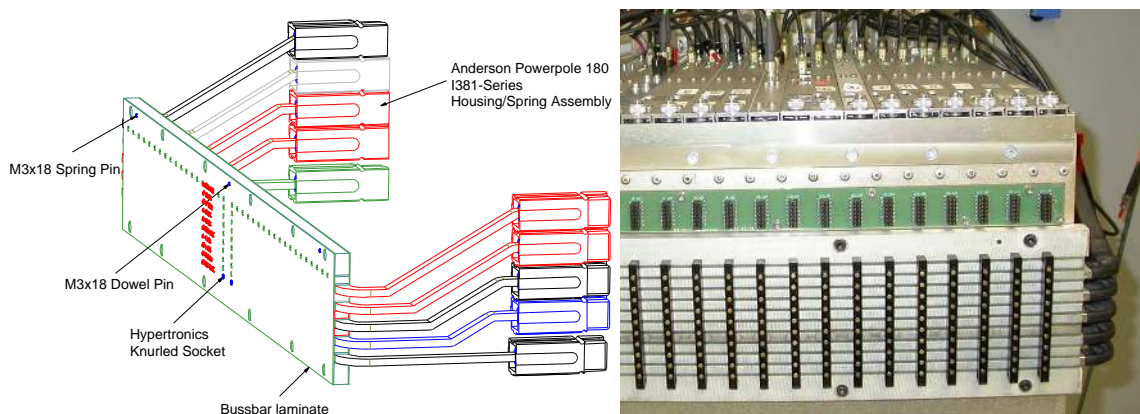 Anderson Powerpole 180
I381-Series
Housing/Spring Assembly
M3x18 Spring Pin
M3x18 Dowel Pin
Hypertronics
Knurled Socket
Bussbar laminate